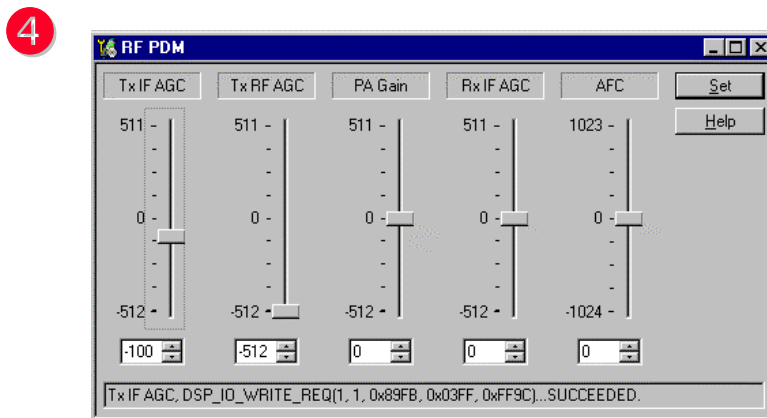 4
RF PDM
Tx IF AGC Tx RF AGC PA Gain Rx IF AGC AFC Set
Help
511 511 511 511 1023
0 0 0 0 0
-512 -512 -512 -512 -1024
-100 -512 0 0 0
Tx IF AGC, DSP_IO_WRITE_REQ(1, 1, 0x89FB, 0x03FF, 0xFF9C)...SUCCEEDED.